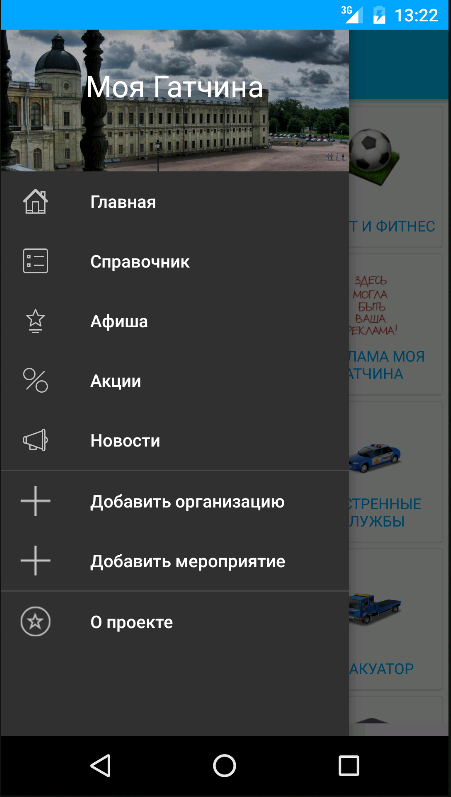 3G 13:22
Моя Гатчина
Главная
Справочник
Афиша
Акции
Новости
Добавить организацию
Добавить мероприятие
О проекте
Т И ФИТНЕС
ЗДЕСЬ
МОГЛА
БЫТЬ
ВАША
РЕКЛАМА!
ЛАМА МОЯ
АТЧИНА
СТРЕННЫЕ
ЛУЖБЫ
АКУАТОР